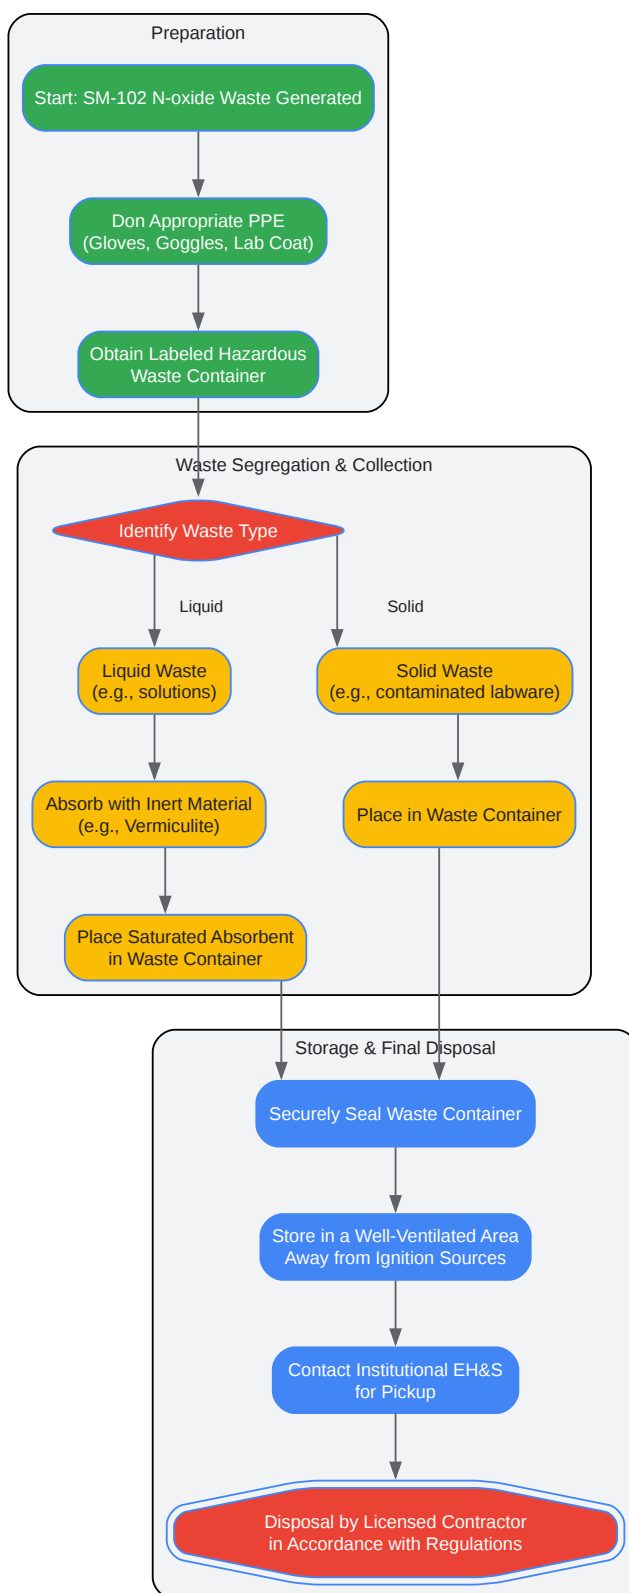 Preparation
Start: SM-102 N-oxide Waste Generated
Don Appropriate PPE
(Gloves, Goggles, Lab Coat)
Obtain Labeled Hazardous
Waste Container
Waste Segregation & Collection
Identify Waste Type
Liquid
Solid
Liquid Waste
(e.g., solutions)
Solid Waste
(e.g., contaminated labware)
Absorb with Inert Material
(e.g., Vermiculite)
Place in Waste Container
Place Saturated Absorbent
in Waste Container
Storage & Final Disposal
Securely Seal Waste Container
Store in a Well-Ventilated Area
Away from Ignition Sources
Contact Institutional EH&S
for Pickup
Disposal by Licensed Contractor
in Accordance with Regulations